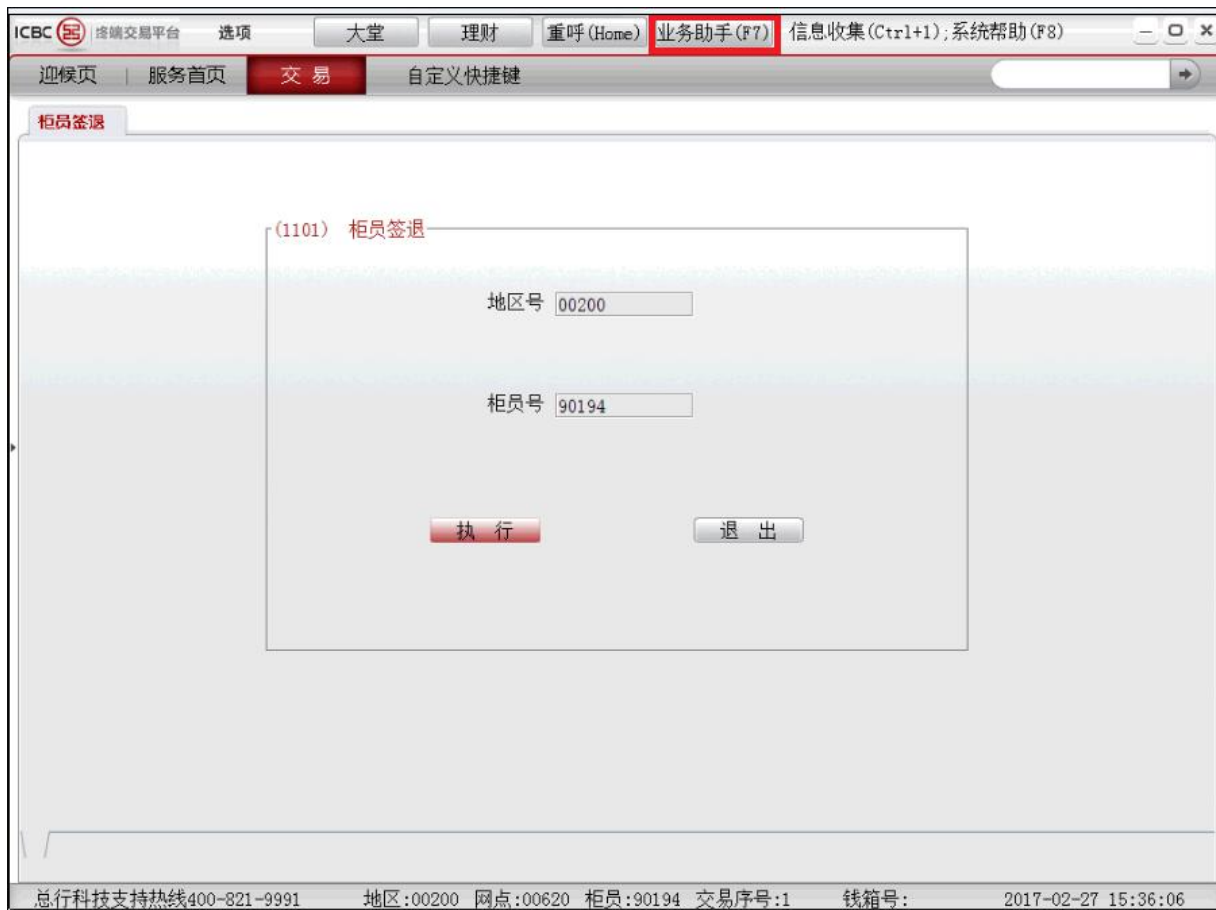 ICBC 终端交易平台 选项 大堂 理财 重呼(Home) 业务助手(F7) 信息收集(Ctrl+1);系统帮助(F8)
迎候页 | 服务首页 交 易 自定义快捷键
柜员签退
(1101) 柜员签退
地区号 00200
柜员号 90194
执 行 退 出
总行科技支持热线400-821-9991 地区:00200 网点:00620 柜员:90194 交易序号:1 钱箱号: 2017-02-27 15:36:06